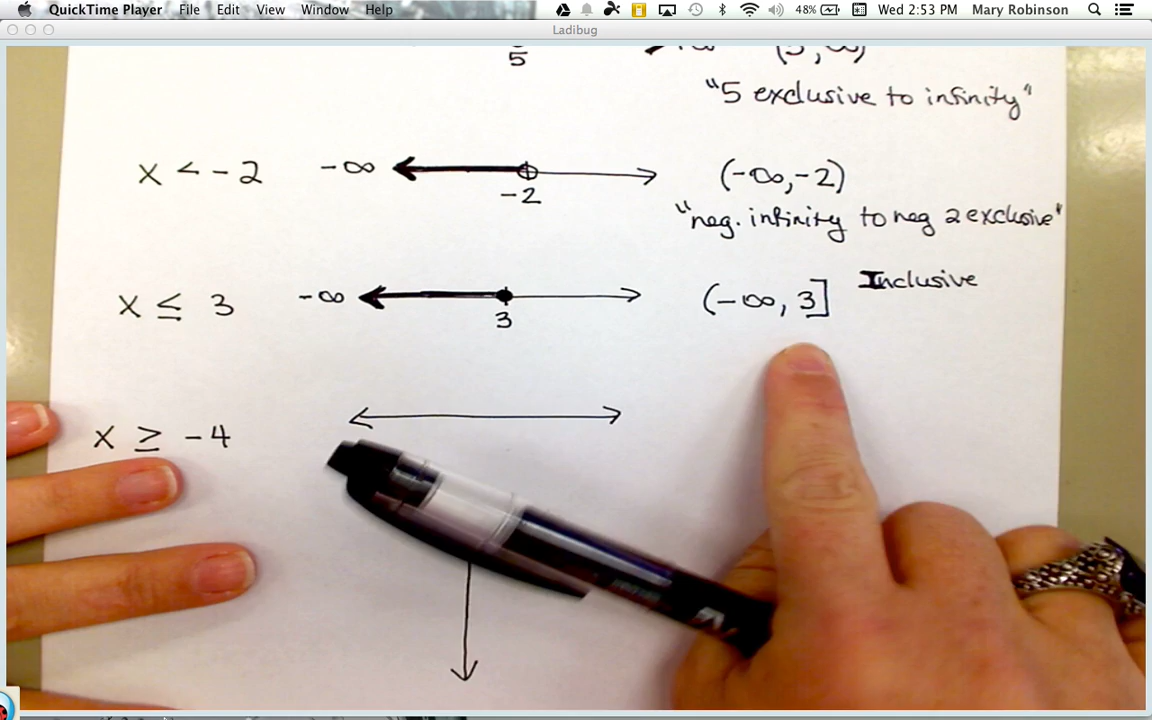 QuickTime Player File Edit View Window Help 48% Wed 2:53 PM Mary Robinson
Ladibug
5 (5, ∞)
"5 exclusive to infinity"
x < -2 -∞ -2 (-∞, -2)
"neg. infinity to neg 2 exclusive"
x ≤ 3 -∞ 3 (-∞, 3] Inclusive
x ≥ -4